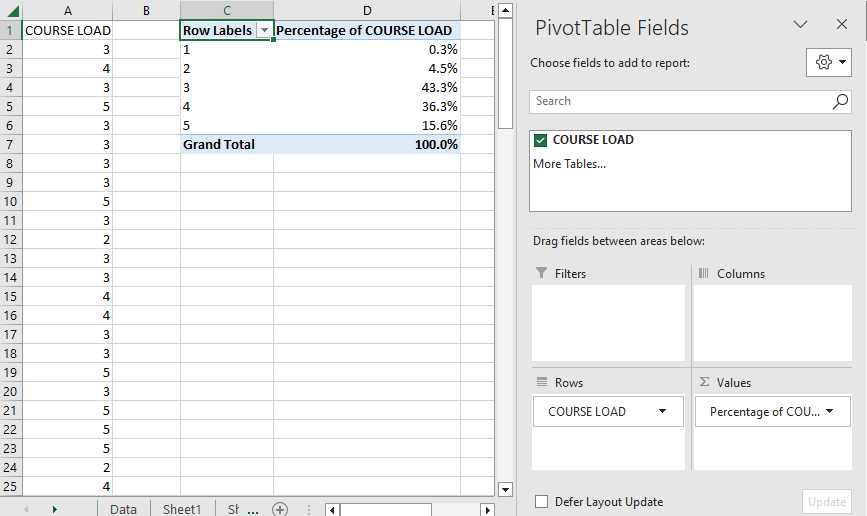 A B C D E
1 COURSE LOAD Row Labels Percentage of COURSE LOAD
2 3 1 0.3%
3 4 2 4.5%
4 3 3 43.3%
5 5 4 36.3%
6 3 5 15.6%
7 3 Grand Total 100.0%
8 3
9 3
10 5
11 3
12 2
13 3
14 3
15 4
16 4
17 3
18 3
19 5
20 3
21 5
22 5
23 5
24 2
25 4
Data Sheet1 Sh ...
PivotTable Fields
Choose fields to add to report:
Search
COURSE LOAD
More Tables...
Drag fields between areas below:
Filters
Columns
Rows
Σ Values
COURSE LOAD
Percentage of COU...
Defer Layout Update
Update